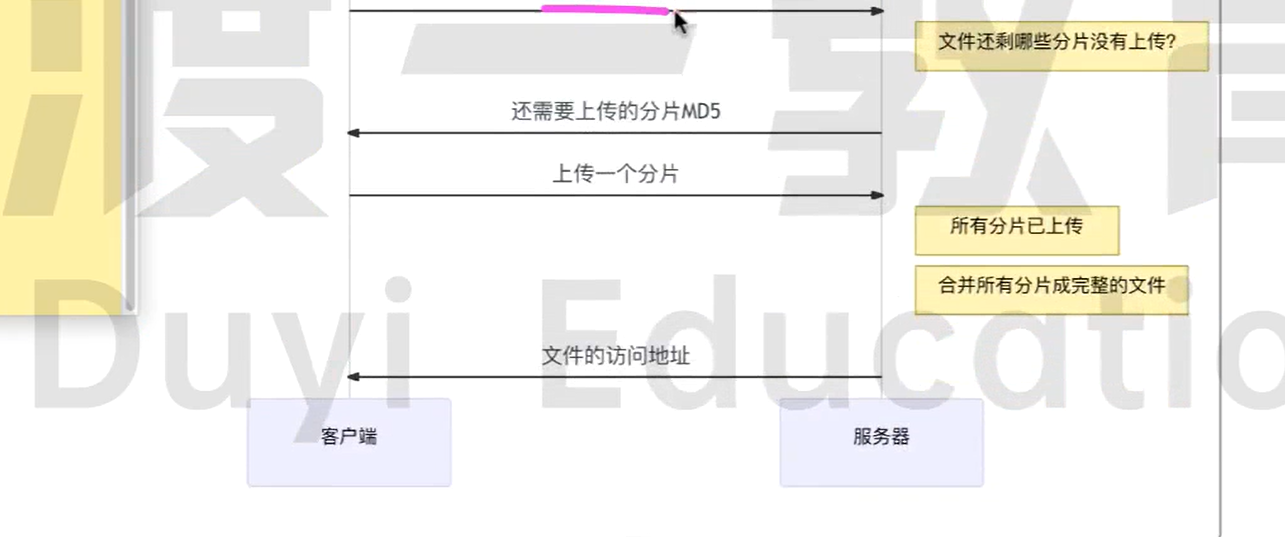 文件还剩哪些分片没有上传?
还需要上传的分片MD5
上传一个分片
所有分片已上传
合并所有分片成完整的文件
文件的访问地址
客户端
服务器
渡一教育
Duyi Educatio